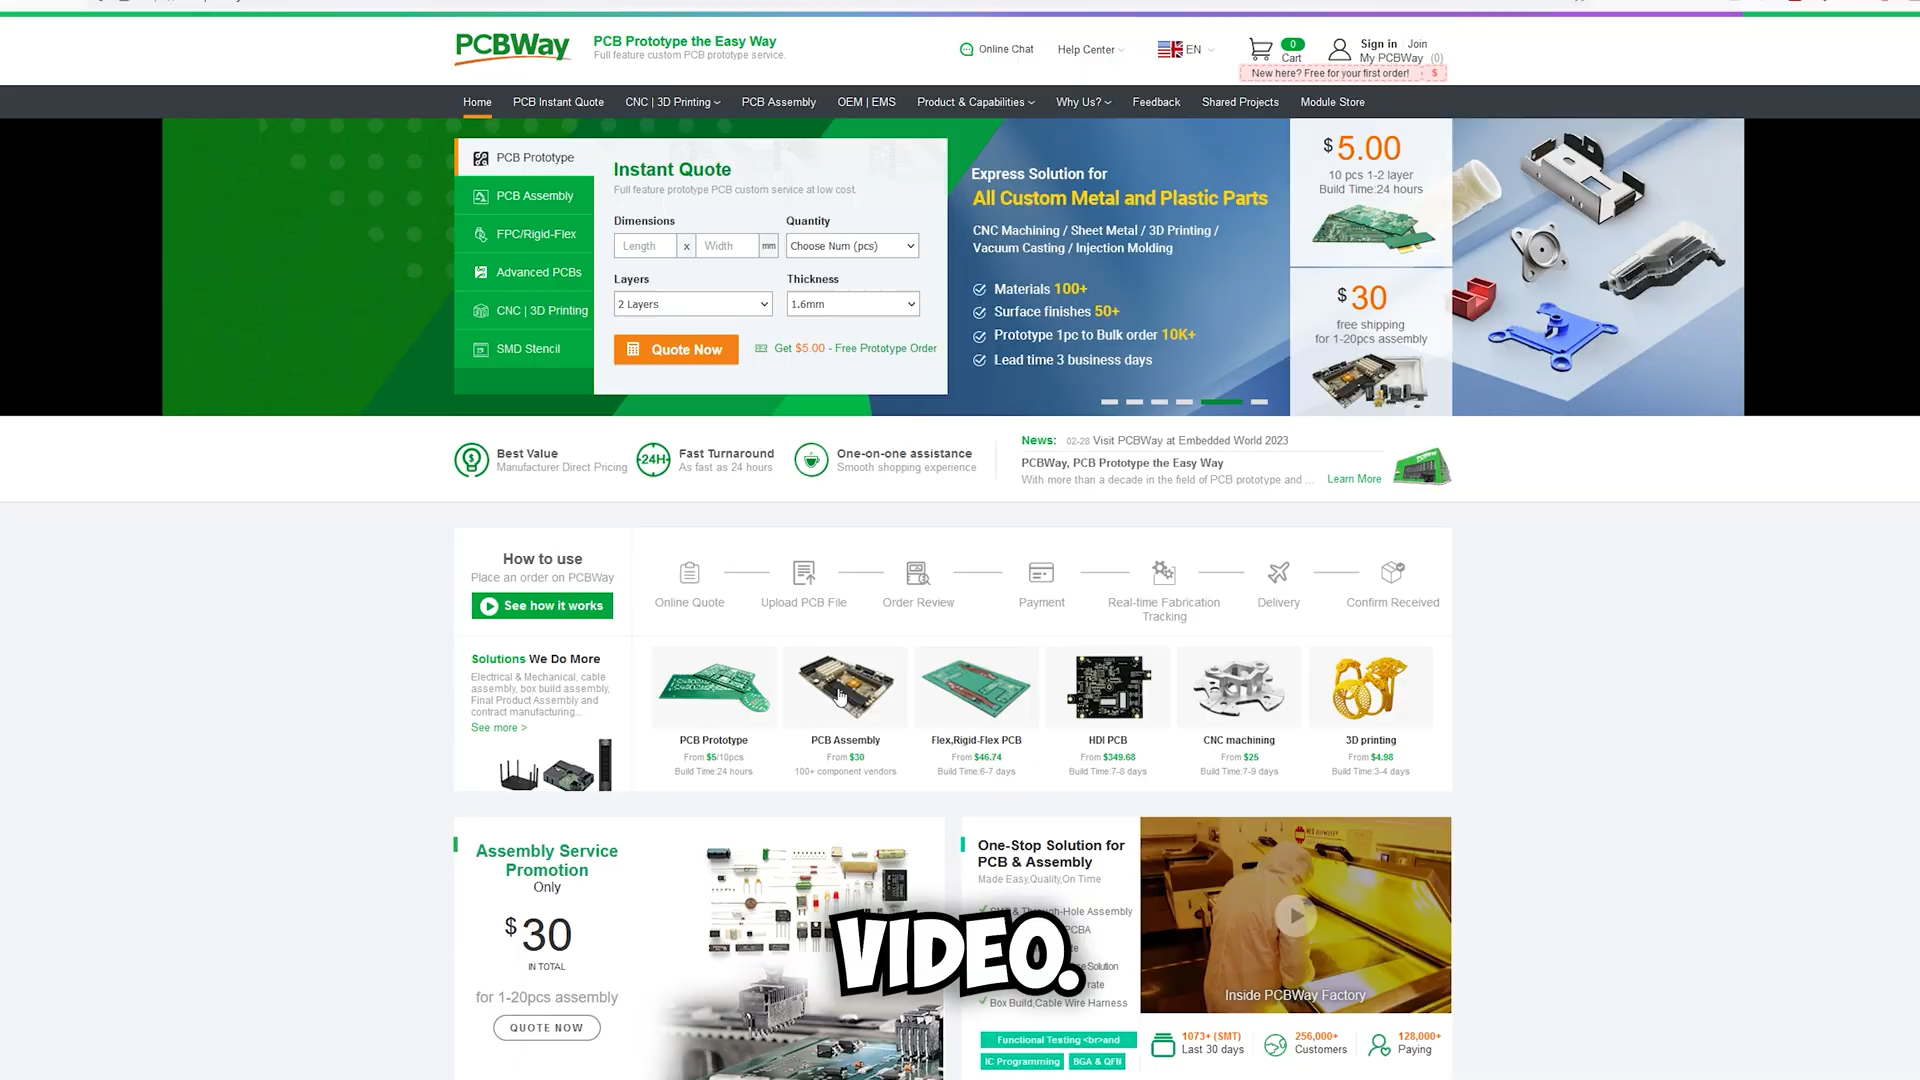 PCBWay
PCB Prototype the Easy Way
Full feature custom PCB prototype service.
Online Chat
Help Center
EN
0
Cart
Sign in Join
My PCBWay (0)
New here? Free for your first order! $
Home
PCB Instant Quote
CNC | 3D Printing
PCB Assembly
OEM | EMS
Product & Capabilities
Why Us?
Feedback
Shared Projects
Module Store
PCB Prototype
PCB Assembly
FPC/Rigid-Flex
Advanced PCBs
CNC | 3D Printing
SMD Stencil
Instant Quote
Full feature prototype PCB custom service at low cost.
Dimensions
Quantity
Length x Width mm
Choose Num (pcs)
Layers
Thickness
2 Layers
1.6mm
Quote Now
Get $5.00 - Free Prototype Order
Express Solution for
All Custom Metal and Plastic Parts
CNC Machining / Sheet Metal / 3D Printing /
Vacuum Casting / Injection Molding
Materials 100+
Surface finishes 50+
Prototype 1pc to Bulk order 10K+
Lead time 3 business days
$5.00
10 pcs 1-2 layer
Build Time:24 hours
$30
free shipping
for 1-20pcs assembly
Best Value
Manufacturer Direct Pricing
24H
Fast Turnaround
As fast as 24 hours
One-on-one assistance
Smooth shopping experience
News: 02-28 Visit PCBWay at Embedded World 2023
PCBWay, PCB Prototype the Easy Way
With more than a decade in the field of PCB prototype and ... Learn More
How to use
Place an order on PCBWay
See how it works
Online Quote
Upload PCB File
Order Review
Payment
Real-time Fabrication
Tracking
Delivery
Confirm Received
Solutions We Do More
Electrical & Mechanical, cable
assembly, box build assembly,
Final Product Assembly and
contract manufacturing...
See more >
PCB Prototype
From $5/10pcs
Build Time:24 hours
PCB Assembly
From $30
100+ component vendors
Flex,Rigid-Flex PCB
From $46.74
Build Time:6-7 days
HDI PCB
From $349.68
Build Time:7-8 days
CNC machining
From $25
Build Time:7-9 days
3D printing
From $4.98
Build Time:3-4 days
Assembly Service
Promotion
Only
$30
IN TOTAL
for 1-20pcs assembly
QUOTE NOW
One-Stop Solution for
PCB & Assembly
Made Easy,Quality,On Time
SMT & Through-Hole Assembly
PCBA
Solution
rate
Box Build,Cable Wire Harness
VIDEO.
Functional Testing <br>and
IC Programming
BGA & QFN
Inside PCBWay Factory
1073+ (SMT)
Last 30 days
256,000+
Customers
128,000+
Paying